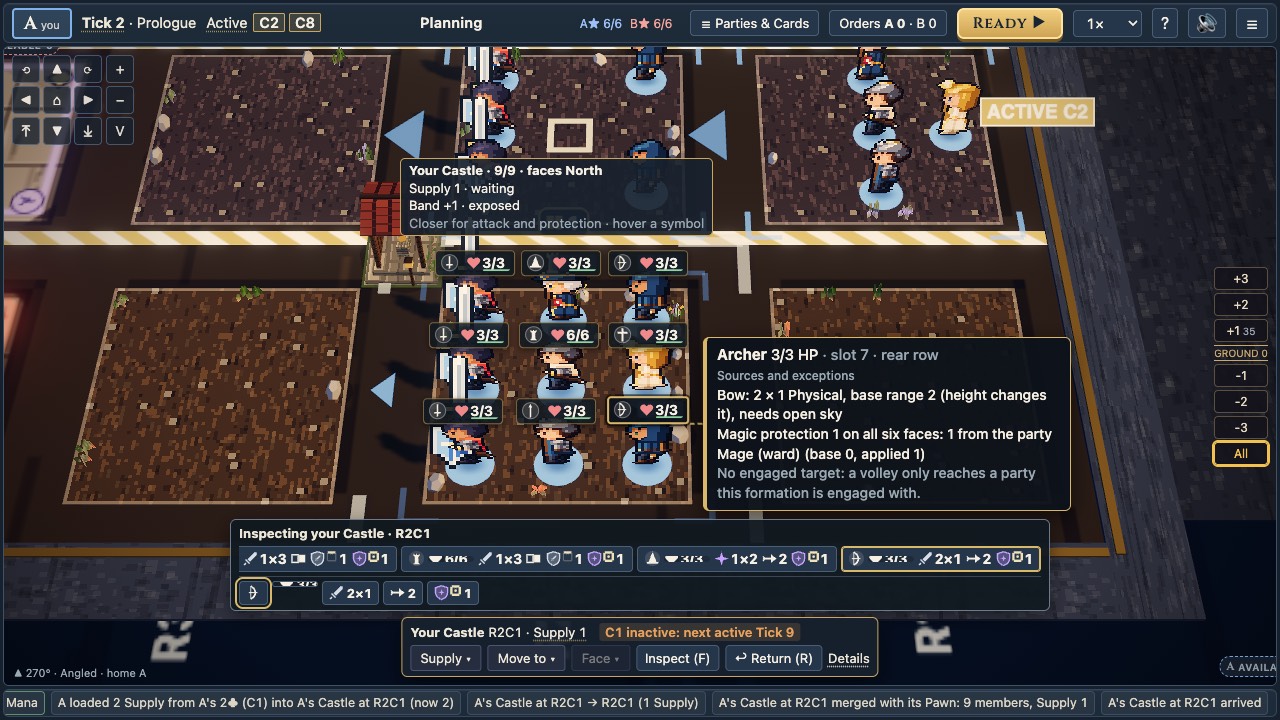 A you
Tick 2 · Prologue
Active C2 C8
Planning
A★ 6/6 B★ 6/6
≡ Parties & Cards
Orders A 0 · B 0
READY ▶
1×
?
≡
V
ACTIVE C2
Your Castle · 9/9 · faces North
Supply 1 · waiting
Band +1 · exposed
Closer for attack and protection · hover a symbol
3/3 3/3 3/3
3/3 6/6 3/3
3/3 3/3 3/3
Archer 3/3 HP · slot 7 · rear row
Sources and exceptions
Bow: 2 × 1 Physical, base range 2 (height changes
it), needs open sky
Magic protection 1 on all six faces: 1 from the party
Mage (ward) (base 0, applied 1)
No engaged target: a volley only reaches a party
this formation is engaged with.
+3
+2
+1 35
GROUND 0
-1
-2
-3
All
Inspecting your Castle · R2C1
1×3 1 1 6/6 1×3 1 1 3/3 1×2 2 1 3/3 2×1 2 1
2×1 2 1
Your Castle R2C1 · Supply 1 C1 inactive: next active Tick 9
Supply Move to Face Inspect (F) Return (R) Details
▲ 270° · Angled · home A
A AVAILA
Mana
A loaded 2 Supply from A's 2♣ (C1) into A's Castle at R2C1 (now 2)
A's Castle at R2C1 → R2C1 (1 Supply)
A's Castle at R2C1 merged with its Pawn: 9 members, Supply 1
A's Castle at R2C1 arrived